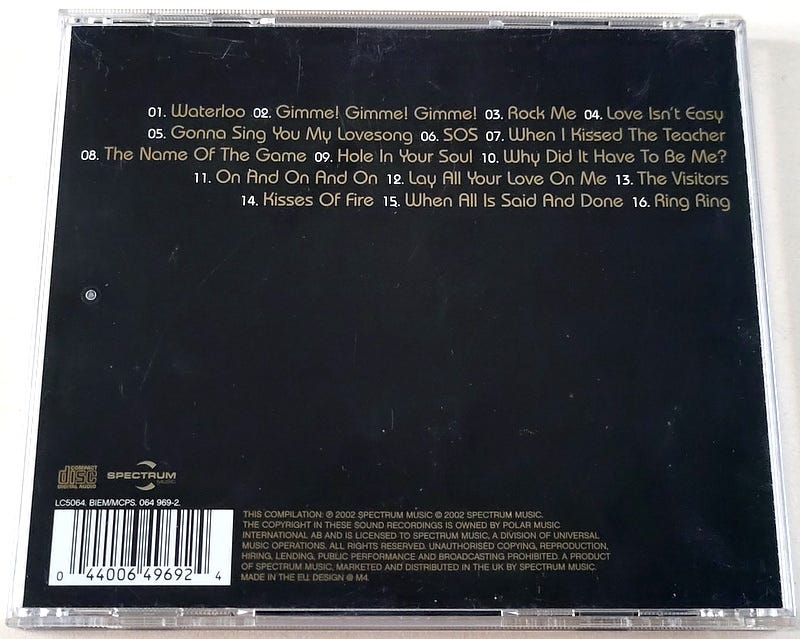 01. Waterloo 02. Gimme! Gimme! Gimme! 03. Rock Me 04. Love Isn't Easy
05. Gonna Sing You My Lovesong 06. SOS 07. When I Kissed The Teacher
08. The Name Of The Game 09. Hole In Your Soul 10. Why Did It Have To Be Me?
11. On And On And On 12. Lay All Your Love On Me 13. The Visitors
14. Kisses Of Fire 15. When All Is Said And Done 16. Ring Ring
COMPACT
disc
DIGITAL AUDIO
SPECTRUM
MUSIC
LC5064. BIEM/MCPS. 064 969-2.
0 44006 49692 4
THIS COMPILATION: ℗ 2002 SPECTRUM MUSIC © 2002 SPECTRUM MUSIC.
THE COPYRIGHT IN THESE SOUND RECORDINGS IS OWNED BY POLAR MUSIC
INTERNATIONAL AB AND IS LICENSED TO SPECTRUM MUSIC, A DIVISION OF UNIVERSAL
MUSIC OPERATIONS. ALL RIGHTS RESERVED. UNAUTHORISED COPYING, REPRODUCTION,
HIRING, LENDING, PUBLIC PERFORMANCE AND BROADCASTING PROHIBITED. A PRODUCT
OF SPECTRUM MUSIC, MARKETED AND DISTRIBUTED IN THE UK BY SPECTRUM MUSIC.
MADE IN THE EU. DESIGN @ M4.